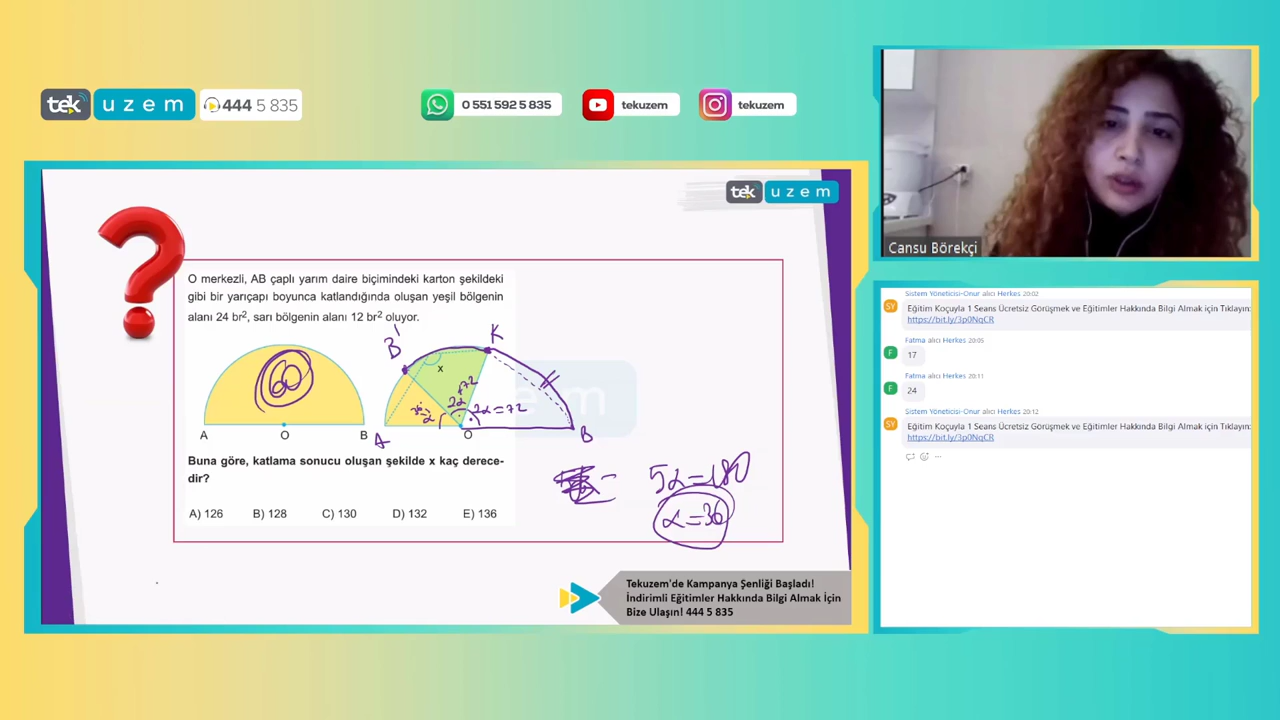 tek uzem 444 5 835
0 551 592 5 835
tekuzem
tekuzem
tek uzem
O merkezli, AB çaplı yarım daire biçimindeki karton şekildeki
gibi bir yarıçapı boyunca katlandığında oluşan yeşil bölgenin
alanı 24 br², sarı bölgenin alanı 12 br² oluyor.
60
A O B
B' K
x
36 α
2α 72
2α=72
A O B
Buna göre, katlama sonucu oluşan şekilde x kaç derece-
dir?
5α=180
α=36
A) 126 B) 128 C) 130 D) 132 E) 136
Tekuzem'de Kampanya Şenliği Başladı!
İndirimli Eğitimler Hakkında Bilgi Almak İçin
Bize Ulaşın! 444 5 835
Cansu Börekçi
Sistem Yöneticisi-Onur alıcı Herkes 20:02
SY
Eğitim Koçuyla 1 Seans Ücretsiz Görüşmek ve Eğitimler Hakkında Bilgi Almak için Tıklayın:
https://bit.ly/3p0NqCR
Fatma alıcı Herkes 20:05
F 17
Fatma alıcı Herkes 20:11
F 24
Sistem Yöneticisi-Onur alıcı Herkes 20:12
SY
Eğitim Koçuyla 1 Seans Ücretsiz Görüşmek ve Eğitimler Hakkında Bilgi Almak için Tıklayın:
https://bit.ly/3p0NqCR